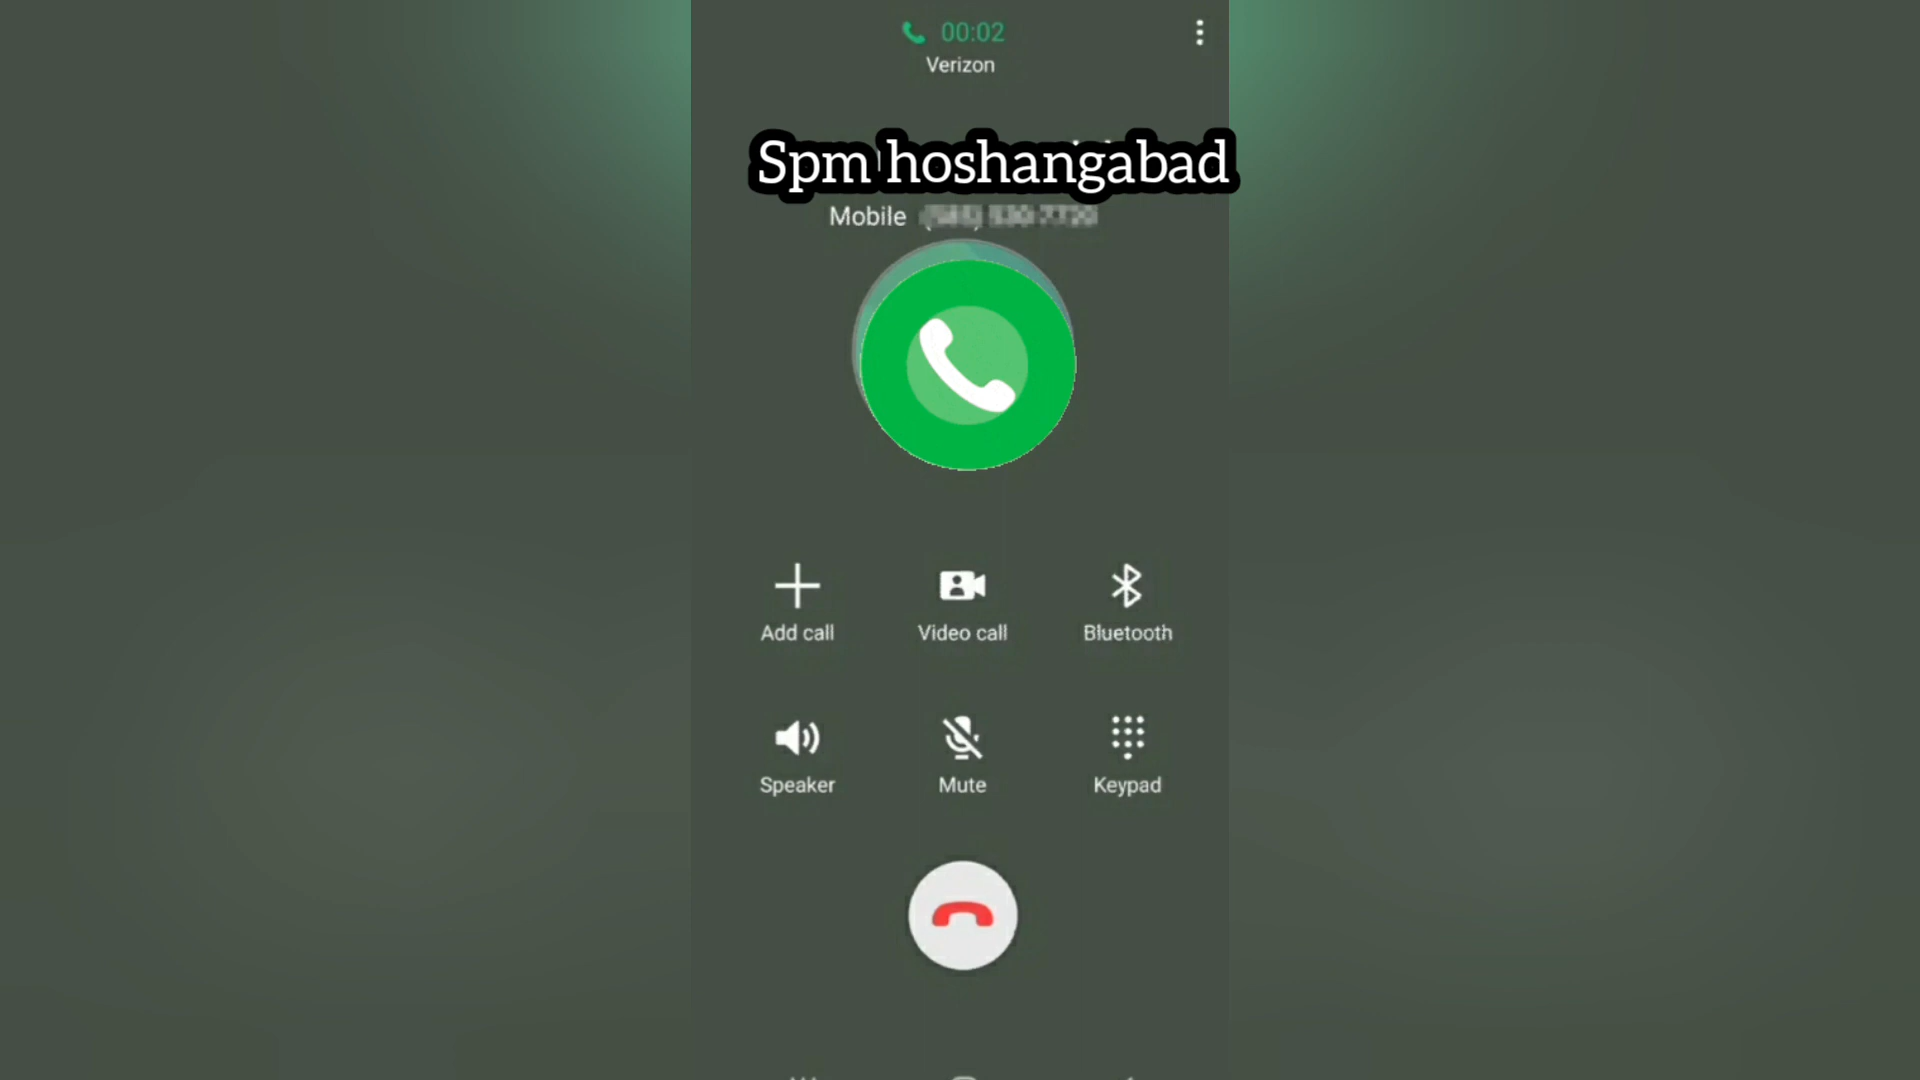 00:02
Verizon
Spm hoshangabad
Mobile
Add call
Video call
Bluetooth
Speaker
Mute
Keypad